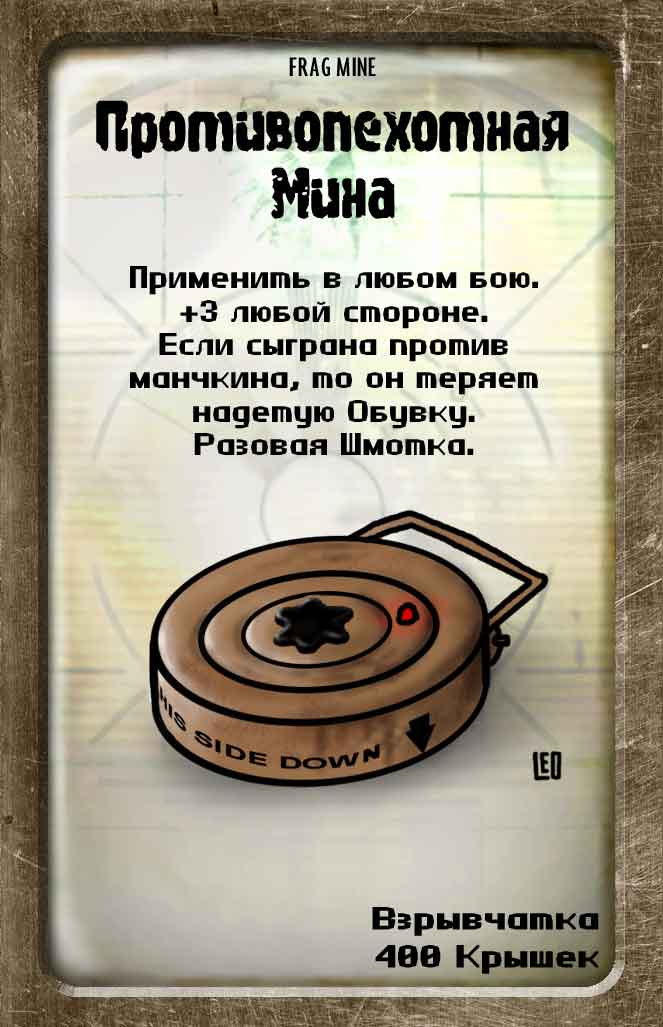 FRAG MINE
Противопехотная
Мина
Применить в любом бою.
+3 любой стороне.
Если сыграна против
манчкина, то он теряет
надетую Обувку.
Разовая Шмотка.
HIS SIDE DOWN
LEO
Взрывчатка
400 Крышек